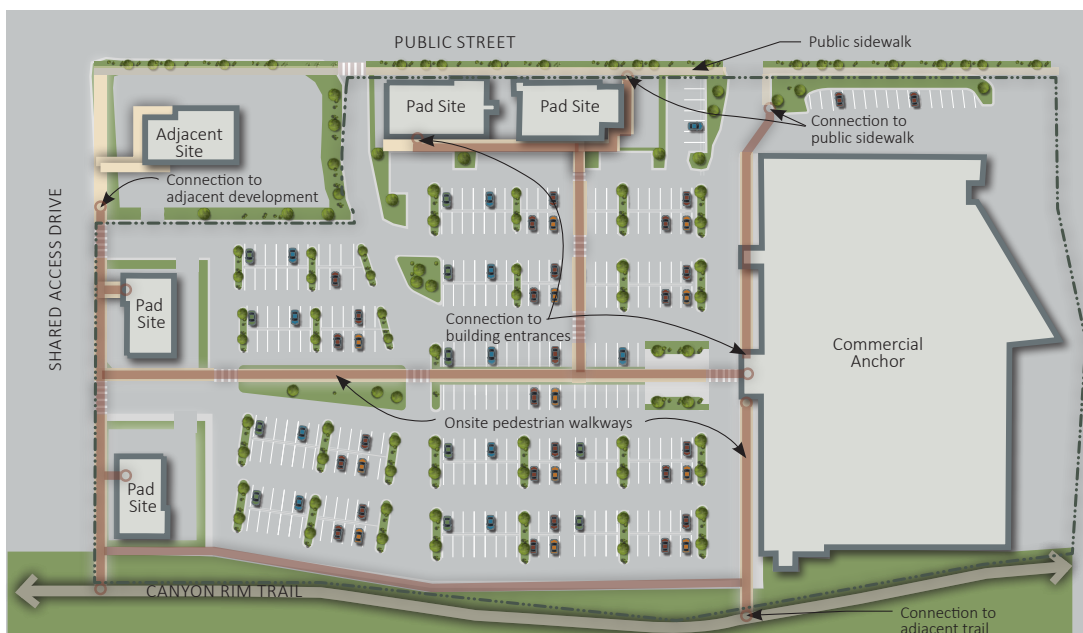 PUBLIC STREET
Public sidewalk
Pad Site
Pad Site
Adjacent
Site
Connection to
public sidewalk
Connection to
adjacent development
SHARED ACCESS DRIVE
Pad
Site
Connection to
building entrances
Commercial
Anchor
Onsite pedestrian walkways
Pad
Site
CANYON RIM TRAIL
Connection to
adjacent trail